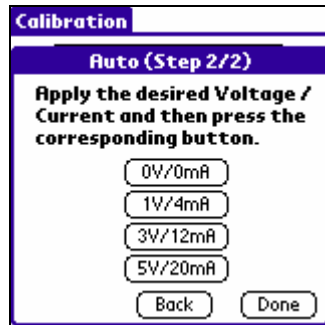 Calibration
Auto (Step 2/2)
Apply the desired Voltage /
Current and then press the
corresponding button.
0V/0mA
1V/4mA
3V/12mA
5V/20mA
Back Done